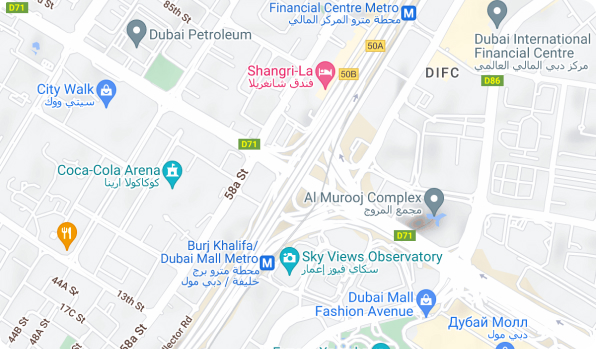 D71
85th St
Financial Centre Metro
محطة مترو المركز المالي
Dubai Petroleum
50A
Dubai International
Financial Centre
مركز دبي المالي العالمي
Shangri-La
فندق شانغريلا
50B
DIFC
D86
City Walk
سيتي ووك
D71
Coca-Cola Arena
كوكاكولا ارينا
58a St
Al Murooj Complex
مجمع المروج
D71
Burj Khalifa/
Dubai Mall Metro
محطة مترو برج
خليفة / دبي مول
Sky Views Observatory
سكاي فيوز إعمار
44A St
13th St
17C St
Dubai Mall
Fashion Avenue
Дубай Молл
دبي مول
44B St
48A St
58a St